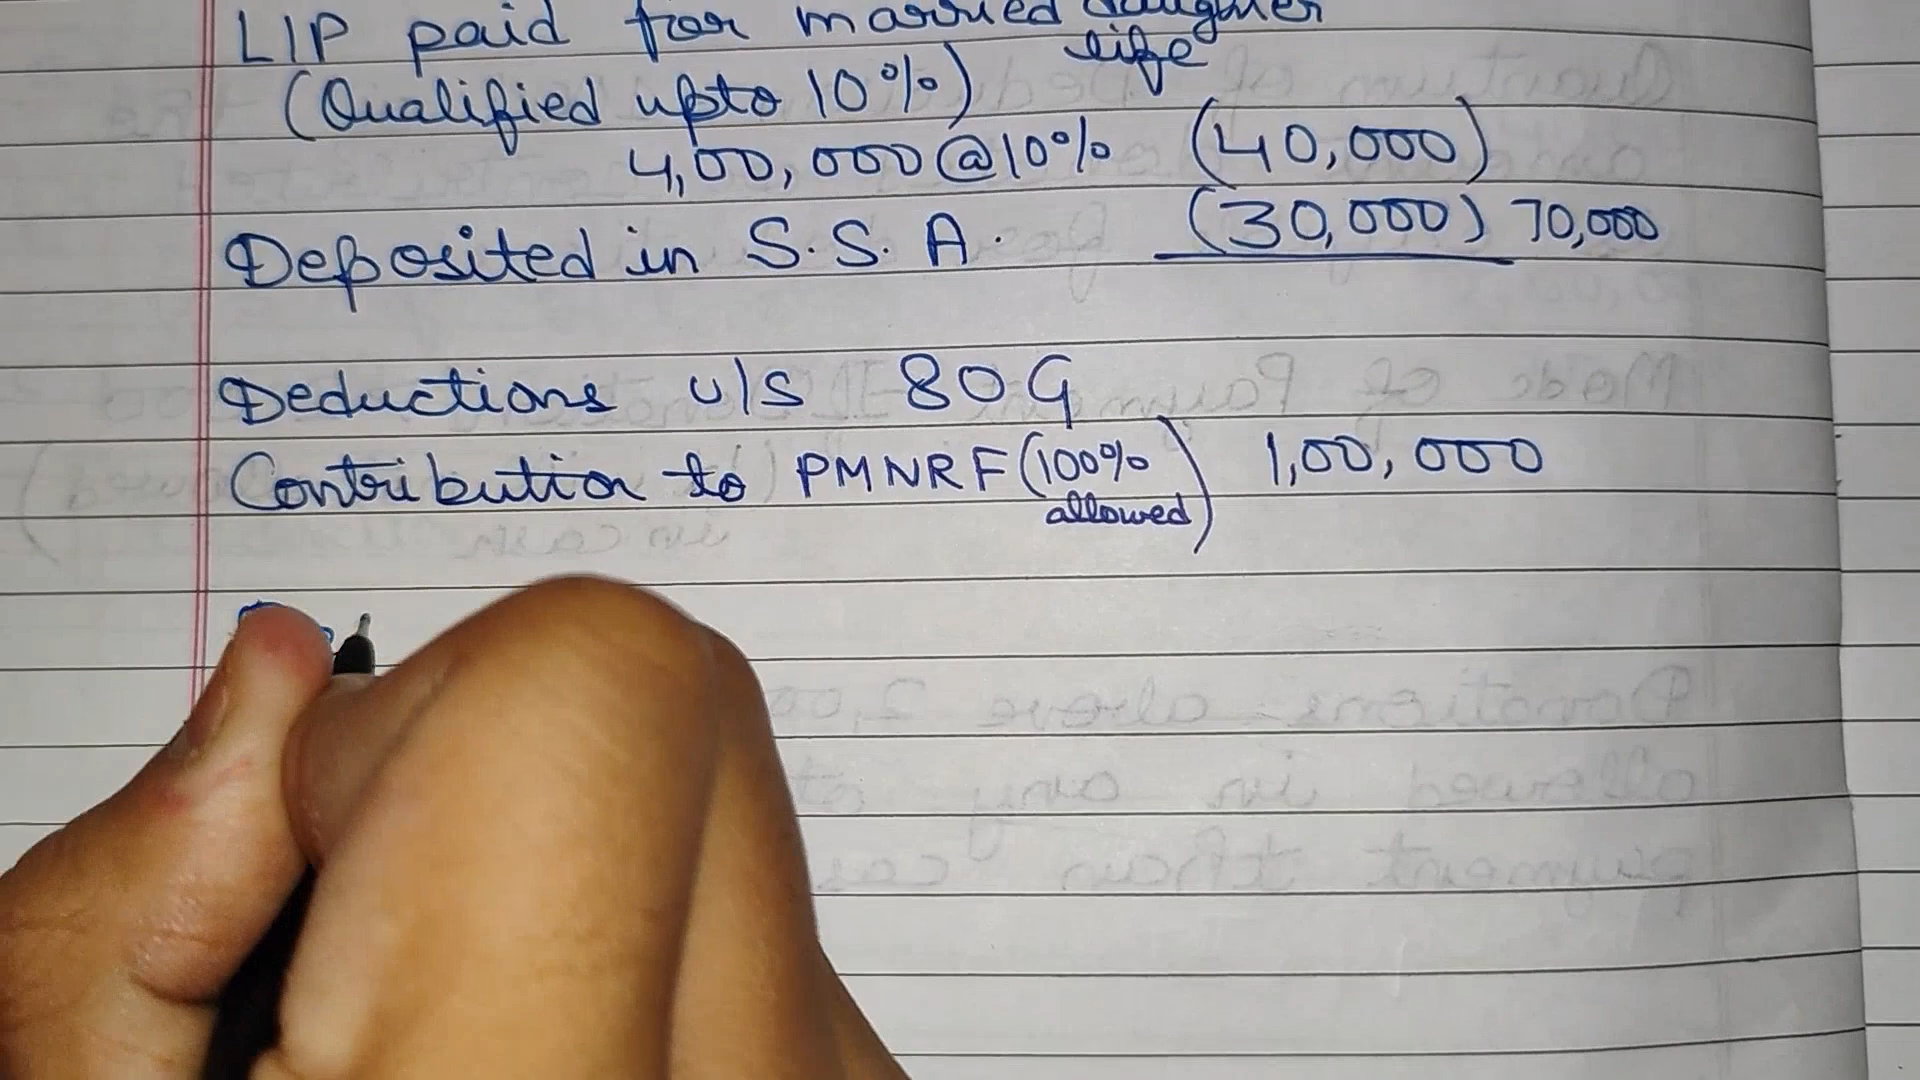 LIP paid for married daughter
life
(Qualified upto 10%)
4,00,000@10% (40,000)
Deposited in S.S.A. (30,000) 70,000
Deductions u/s 80G
Contribution to PMNRF (100% allowed) 1,00,000